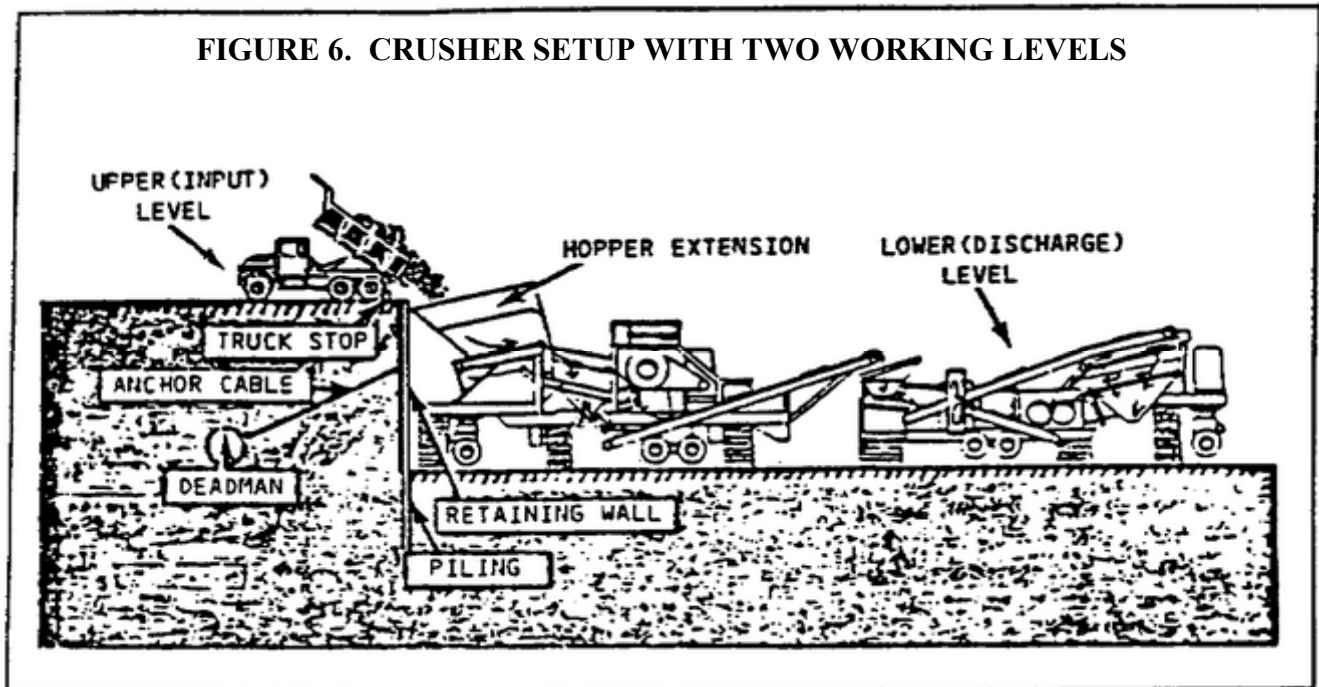 FIGURE 6. CRUSHER SETUP WITH TWO WORKING LEVELS
UPPER(INPUT)
LEVEL
HOPPER EXTENSION
LOWER(DISCHARGE)
LEVEL
TRUCK STOP
ANCHOR CABLE
DEADMAN
RETAINING WALL
PILING